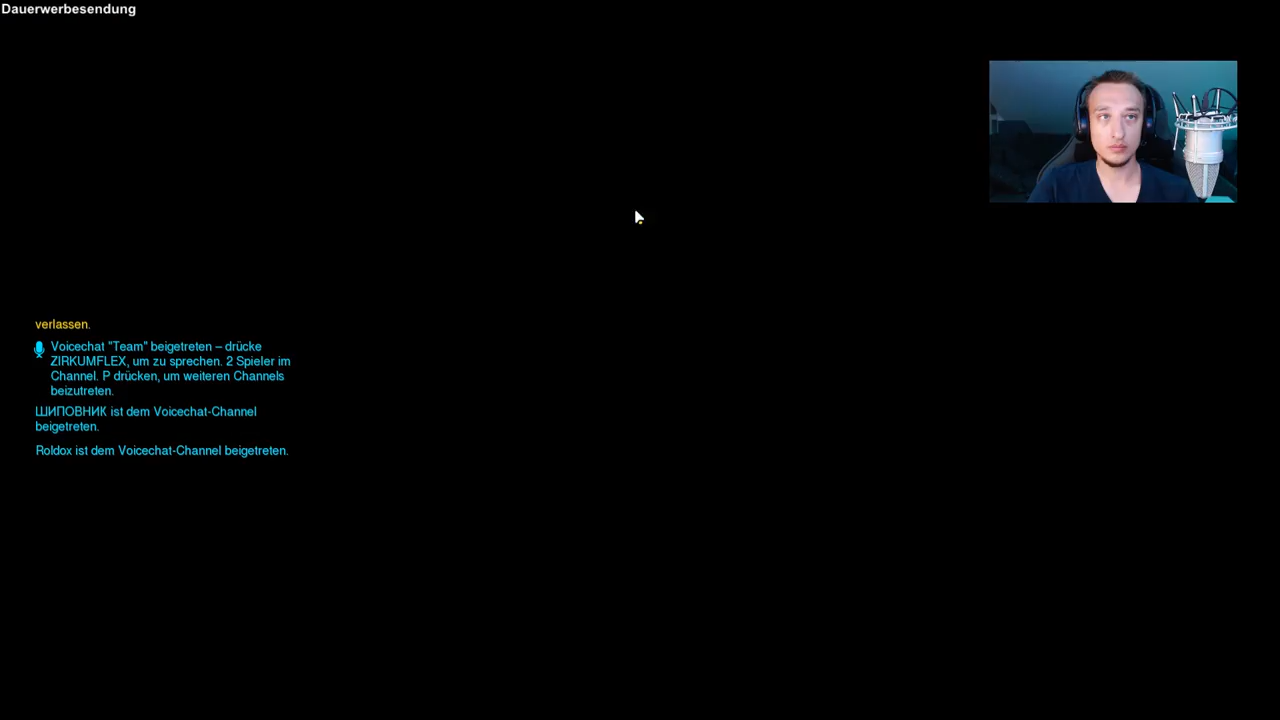 Dauerwerbesendung
verlassen.
Voicechat "Team" beigetreten – drücke
ZIRKUMFLEX, um zu sprechen. 2 Spieler im
Channel. P drücken, um weiteren Channels
beizutreten.
ШИПОВНИК ist dem Voicechat-Channel
beigetreten.
Roldox ist dem Voicechat-Channel beigetreten.